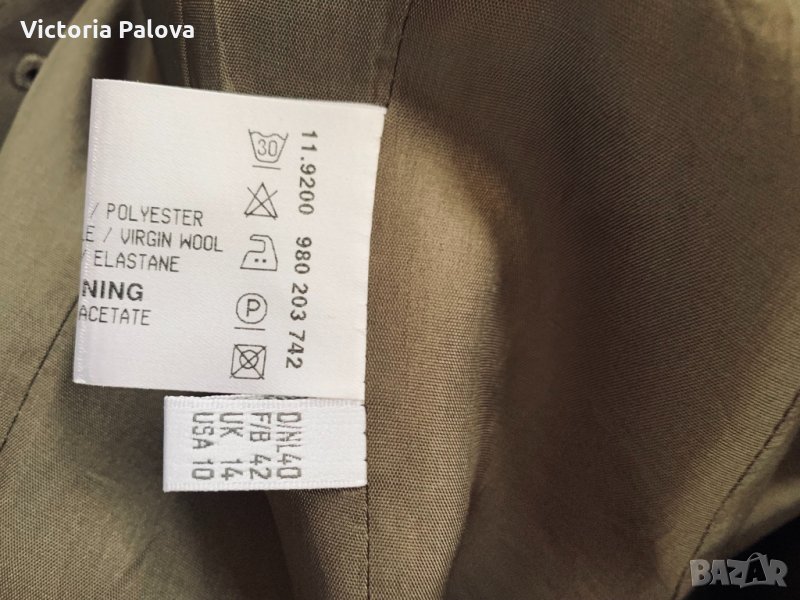 Victoria Palova
/ POLYESTER
/ VIRGIN WOOL
/ ELASTANE
NING
ACETATE
30
P
11.9200 980 203 742
D/NL40
F/B 42
UK 14
USA 10
BAZAR